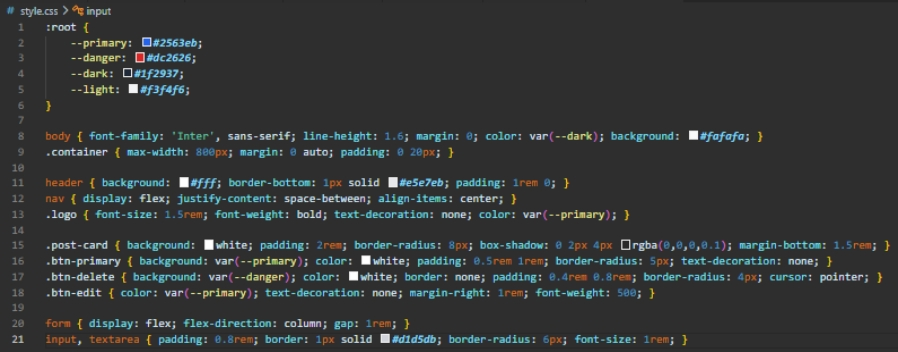 # style.css > input
1 :root {
2 --primary: #2563eb;
3 --danger: #dc2626;
4 --dark: #1f2937;
5 --light: #f3f4f6;
6 }
7
8 body { font-family: 'Inter', sans-serif; line-height: 1.6; margin: 0; color: var(--dark); background: #fafafa; }
9 .container { max-width: 800px; margin: 0 auto; padding: 0 20px; }
10
11 header { background: #fff; border-bottom: 1px solid #e5e7eb; padding: 1rem 0; }
12 nav { display: flex; justify-content: space-between; align-items: center; }
13 .logo { font-size: 1.5rem; font-weight: bold; text-decoration: none; color: var(--primary); }
14
15 .post-card { background: white; padding: 2rem; border-radius: 8px; box-shadow: 0 2px 4px rgba(0,0,0,0.1); margin-bottom: 1.5rem; }
16 .btn-primary { background: var(--primary); color: white; padding: 0.5rem 1rem; border-radius: 5px; text-decoration: none; }
17 .btn-delete { background: var(--danger); color: white; border: none; padding: 0.4rem 0.8rem; border-radius: 4px; cursor: pointer; }
18 .btn-edit { color: var(--primary); text-decoration: none; margin-right: 1rem; font-weight: 500; }
19
20 form { display: flex; flex-direction: column; gap: 1rem; }
21 input, textarea { padding: 0.8rem; border: 1px solid #d1d5db; border-radius: 6px; font-size: 1rem; }